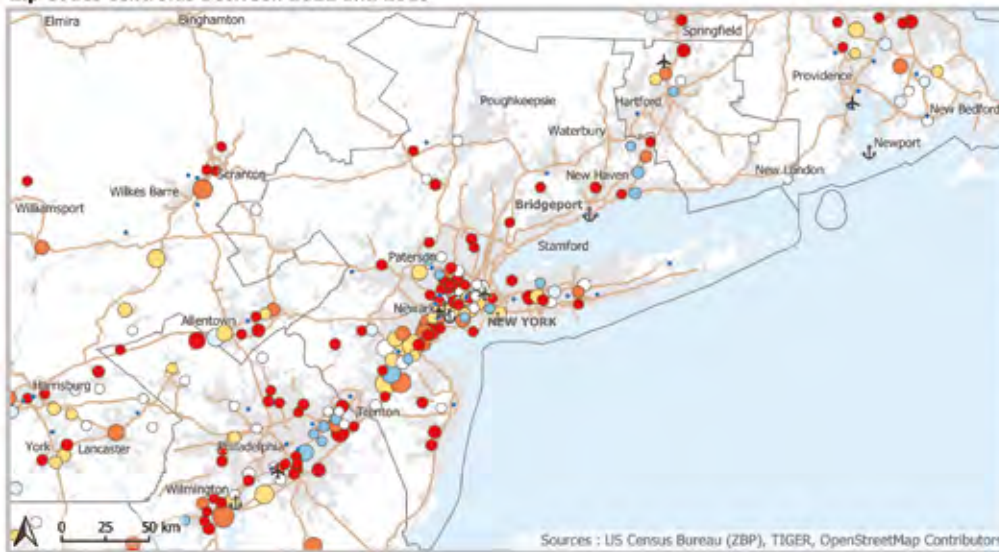 Elmira
Binghamton
Springfield
Poughkeepsie
Hartford
Providence
New Bedford
Waterbury
Newport
Scranton
New Haven
New London
Wilkes Barre
Williamsport
Bridgeport
Stamford
Paterson
Newark
NEW YORK
Allentown
Harrisburg
Trenton
York
Lancaster
Philadelphia
Wilmington
0 25 50 km
Sources : US Census Bureau (ZBP), TIGER, OpenStreetMap Contributors